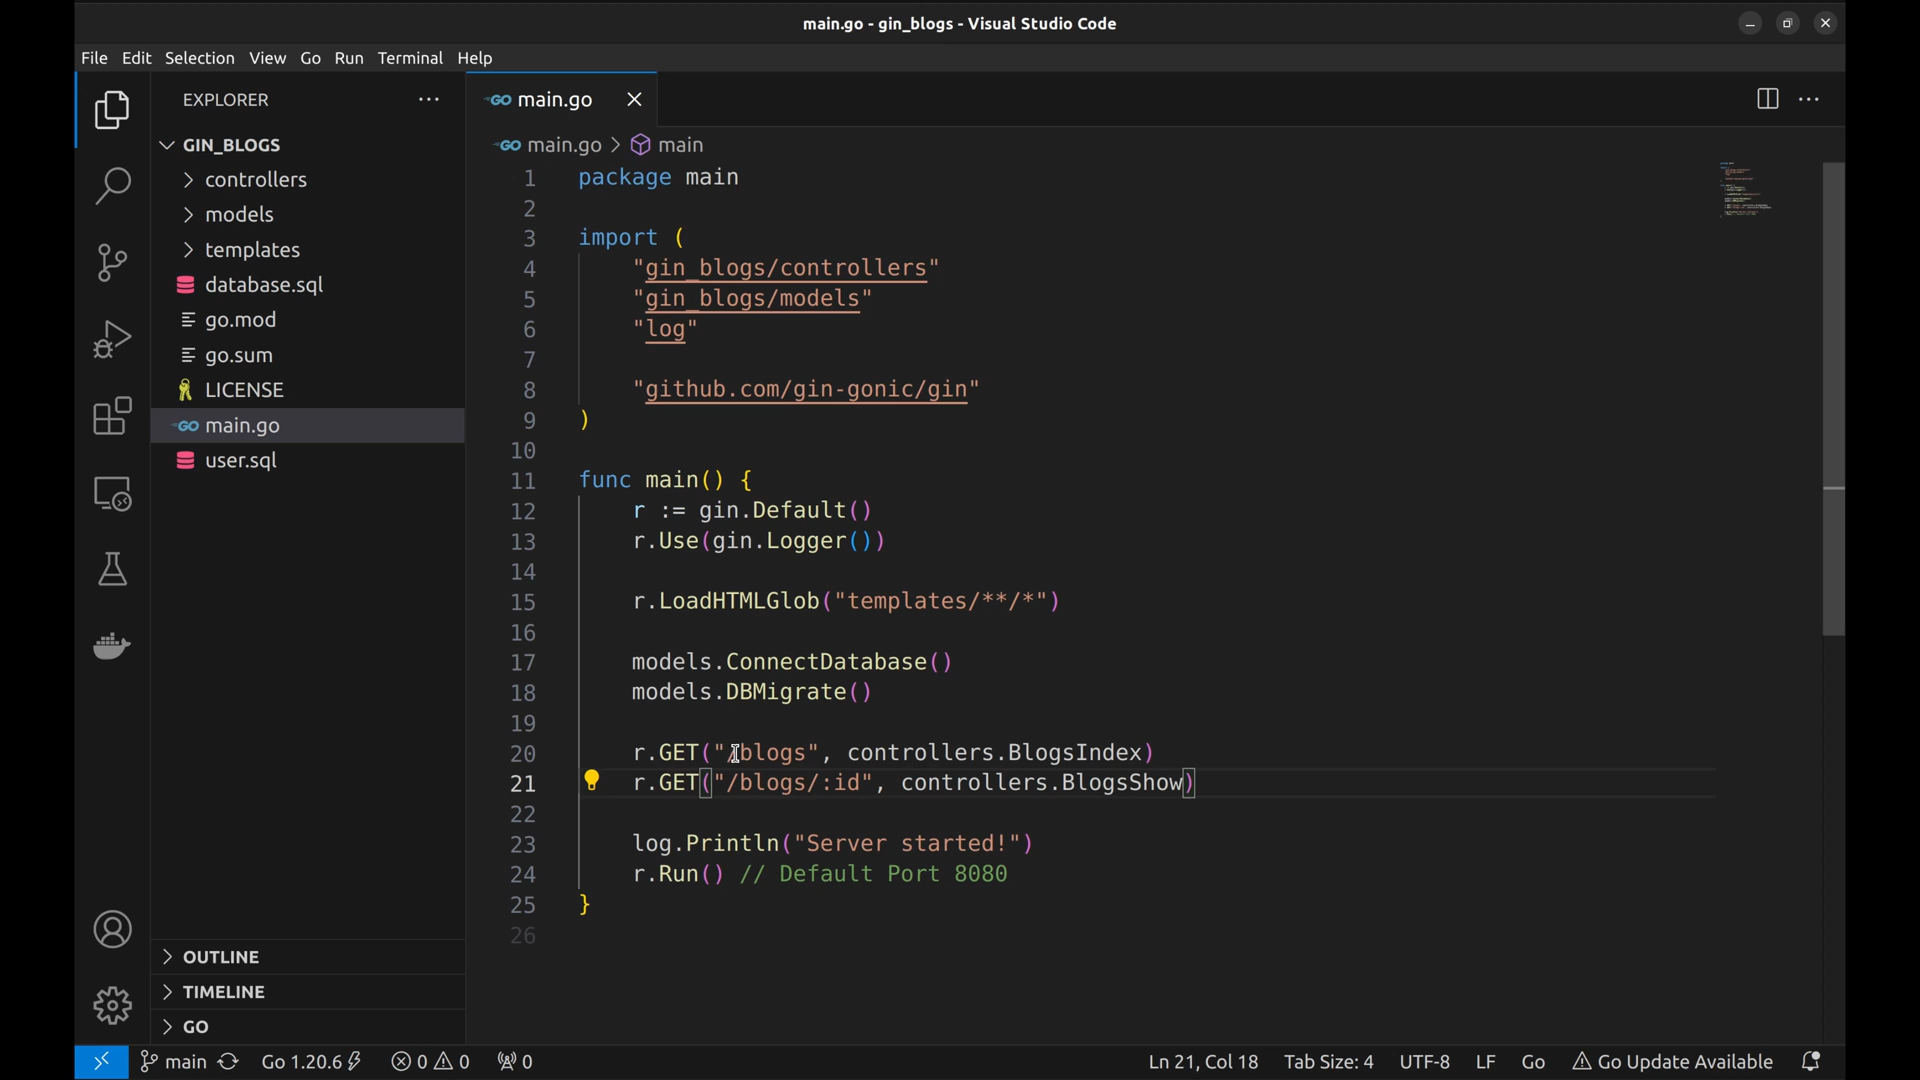 main.go - gin_blogs - Visual Studio Code
File Edit Selection View Go Run Terminal Help
EXPLORER
GIN_BLOGS
controllers
models
templates
database.sql
go.mod
go.sum
LICENSE
main.go
user.sql
OUTLINE
TIMELINE
GO
GO main.go
GO main.go > main
1 package main
2
3 import (
4 "gin_blogs/controllers"
5 "gin_blogs/models"
6 "log"
7
8 "github.com/gin-gonic/gin"
9 )
10
11 func main() {
12 r := gin.Default()
13 r.Use(gin.Logger())
14
15 r.LoadHTMLGlob("templates/**/*")
16
17 models.ConnectDatabase()
18 models.DBMigrate()
19
20 r.GET("/blogs", controllers.BlogsIndex)
21 r.GET("/blogs/:id", controllers.BlogsShow)
22
23 log.Println("Server started!")
24 r.Run() // Default Port 8080
25 }
26
main Go 1.20.6 0 0 0 Ln 21, Col 18 Tab Size: 4 UTF-8 LF Go Go Update Available